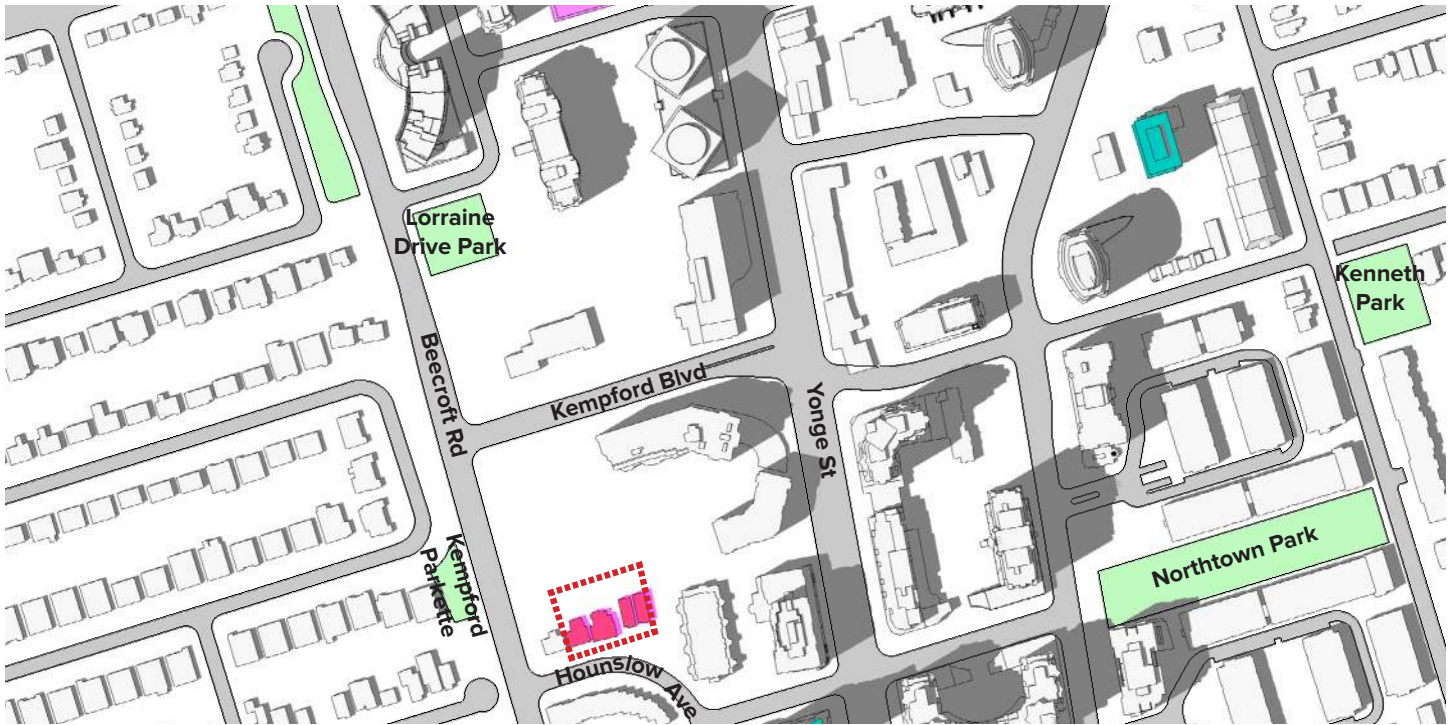 Lorraine
Drive Park
Kenneth
Park
Beecroft Rd
Kempford Blvd
Yonge St
Northtown Park
Kempford
Parkette
Hounslow Ave